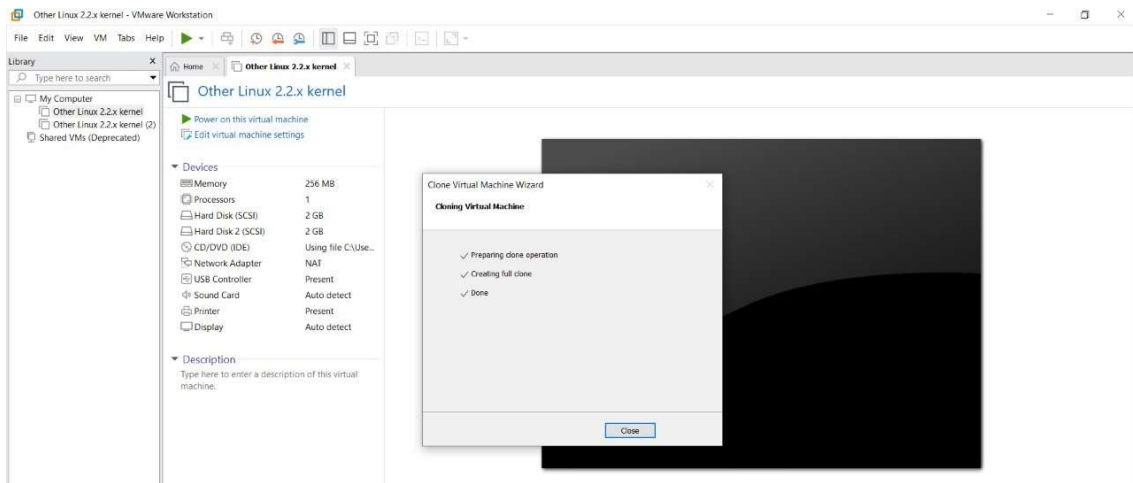 Other Linux 2.2.x kernel - VMware Workstation
File Edit View VM Tabs Help
Library X
Type here to search
My Computer
Other Linux 2.2.x kernel
Other Linux 2.2.x kernel (2)
Shared VMs (Deprecated)
Home
Other Linux 2.2.x kernel
Other Linux 2.2.x kernel
Power on this virtual machine
Edit virtual machine settings
Devices
Memory 256 MB
Processors 1
Hard Disk (SCSI) 2 GB
Hard Disk 2 (SCSI) 2 GB
CD/DVD (IDE) Using file C:\Use...
Network Adapter NAT
USB Controller Present
Sound Card Auto detect
Printer Present
Display Auto detect
Description
Type here to enter a description of this virtual
machine.
Clone Virtual Machine Wizard
Cloning Virtual Machine
Preparing clone operation
Creating full clone
Done
Close